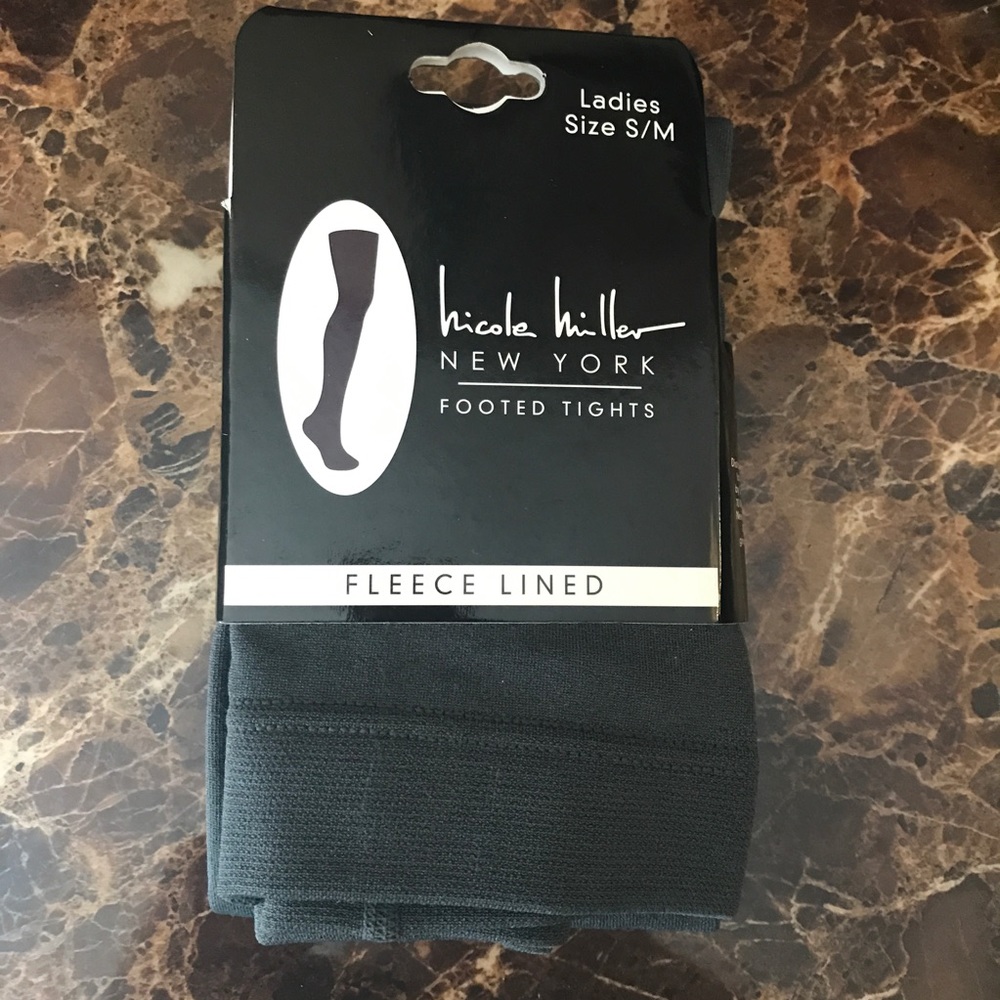 Ladies
Size S/M
nicole miller
NEW YORK
FOOTED TIGHTS
FLEECE LINED